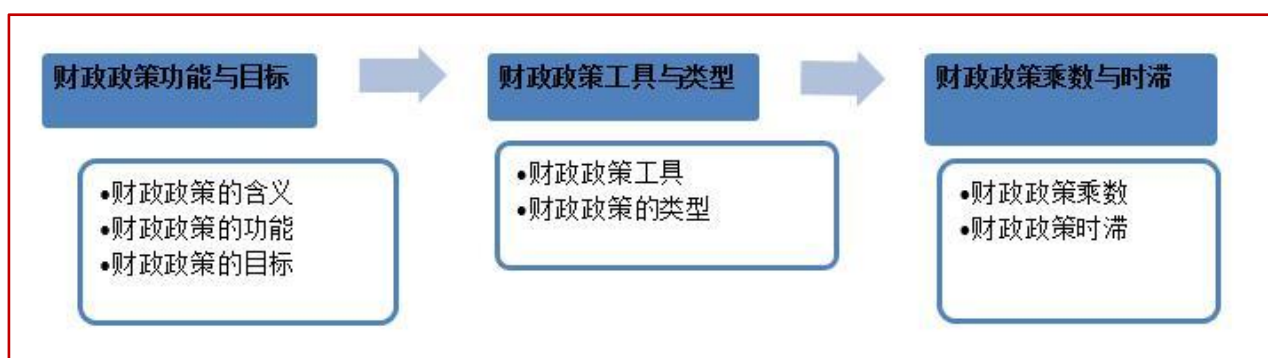 财政政策功能与目标
•财政政策的含义
•财政政策的功能
•财政政策的目标
财政政策工具与类型
•财政政策工具
•财政政策的类型
财政政策乘数与时滞
•财政政策乘数
•财政政策时滞